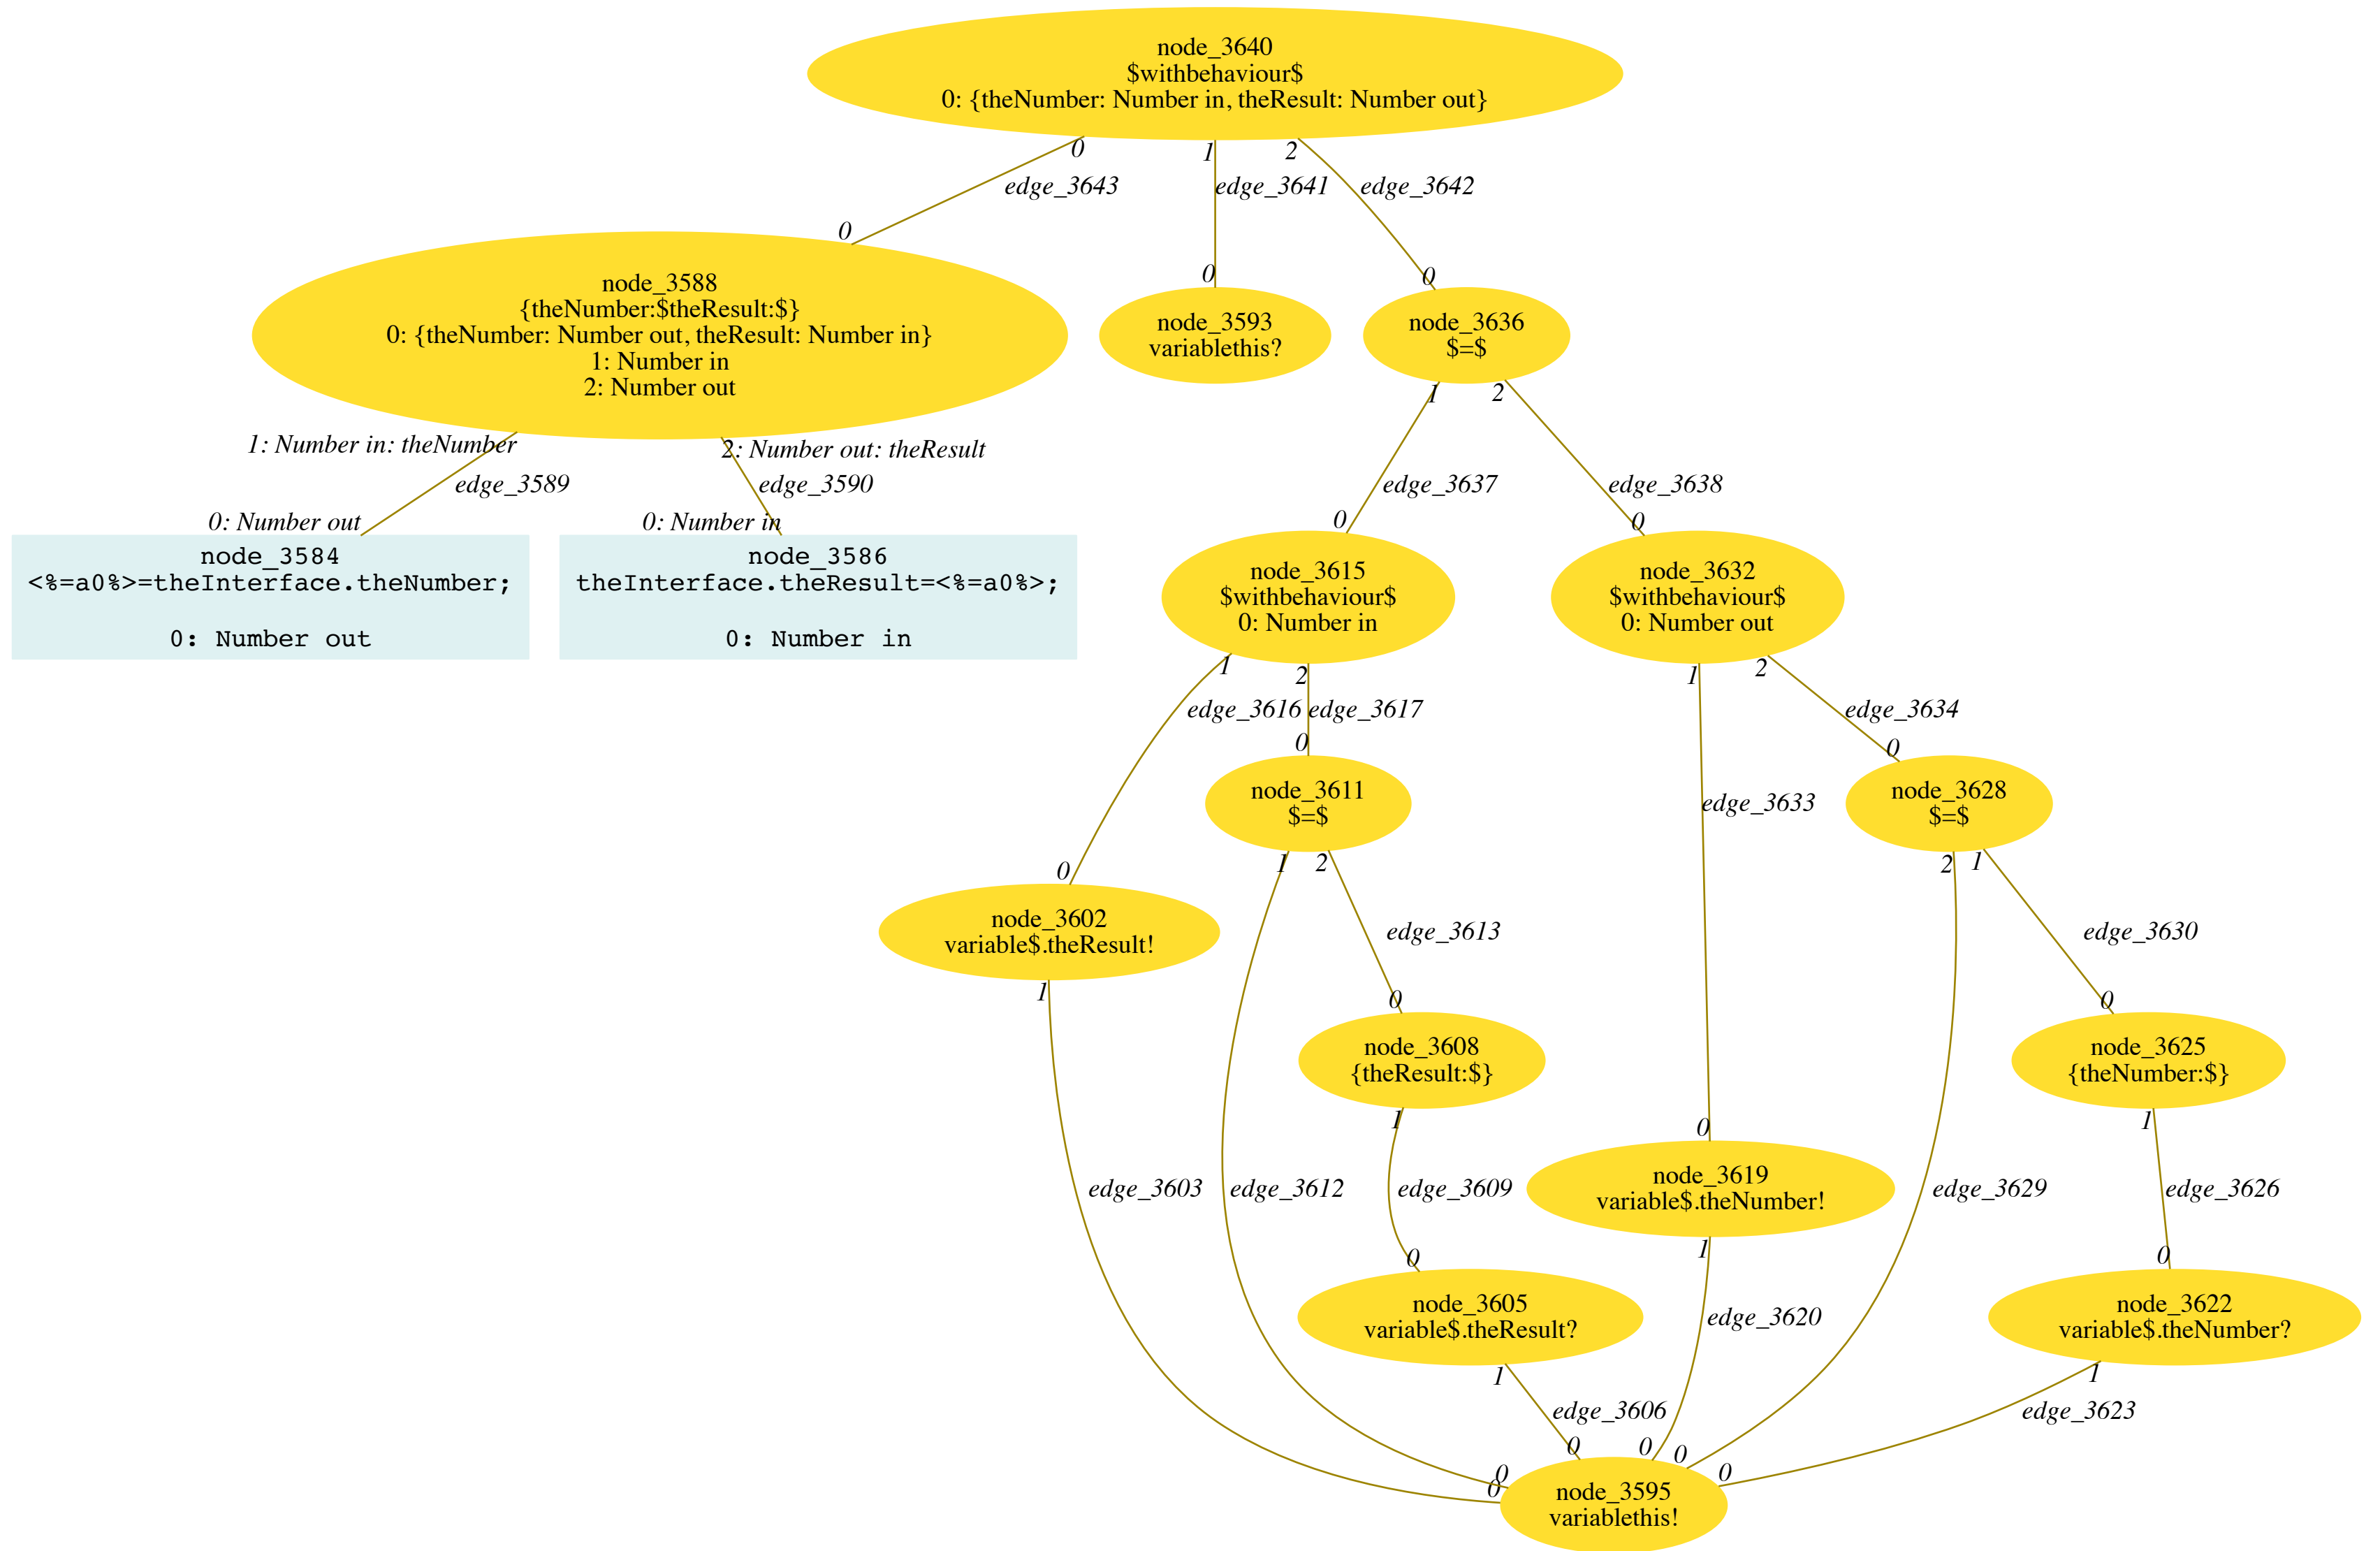 node_3640
$withbehaviour$
0: {theNumber: Number in, theResult: Number out}
0
1
2
edge_3643
edge_3641
edge_3642
0
0
0
node_3588
{theNumber:$theResult:$}
0: {theNumber: Number out, theResult: Number in}
1: Number in
2: Number out
node_3593
variablethis?
node_3636
$=$
1: Number in: theNumber
2: Number out: theResult
1
2
edge_3589
edge_3590
edge_3637
edge_3638
0: Number out
0: Number in
0
0
node_3584
<%=a0%>=theInterface.theNumber;
0: Number out
node_3586
theInterface.theResult=<%=a0%>;
0: Number in
node_3615
$withbehaviour$
0: Number in
node_3632
$withbehaviour$
0: Number out
1
2
1
2
edge_3616
edge_3617
edge_3634
0
0
node_3611
$=$
edge_3633
node_3628
$=$
1
2
2
1
0
node_3602
variable$.theResult!
edge_3613
edge_3630
1
0
0
node_3608
{theResult:$}
node_3625
{theNumber:$}
1
0
1
edge_3603
edge_3612
edge_3609
node_3619
variable$.theNumber!
edge_3629
edge_3626
0
1
0
node_3605
variable$.theResult?
edge_3620
node_3622
variable$.theNumber?
1
1
edge_3606
edge_3623
0
0
0
0
0
0
node_3595
variablethis!